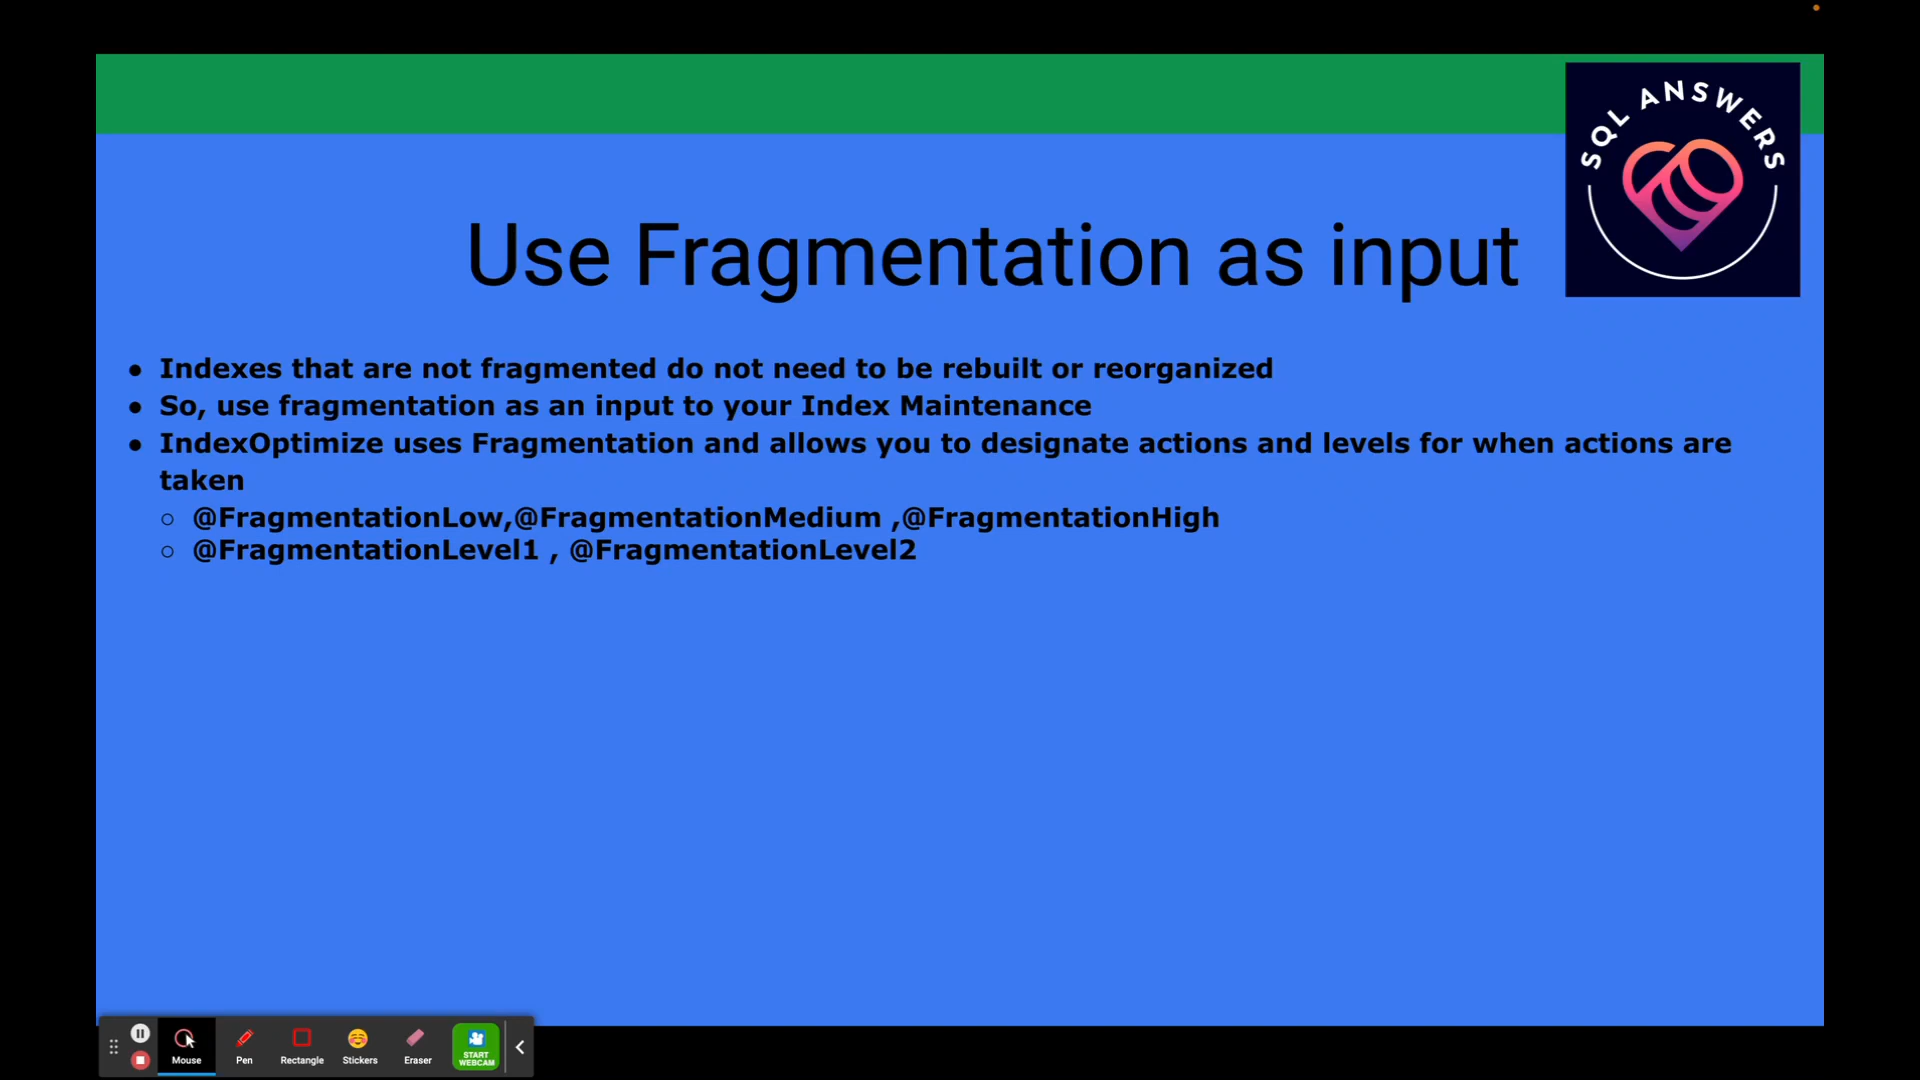 SQL ANSWERS
Use Fragmentation as input
● Indexes that are not fragmented do not need to be rebuilt or reorganized
● So, use fragmentation as an input to your Index Maintenance
● IndexOptimize uses Fragmentation and allows you to designate actions and levels for when actions are
taken
○ @FragmentationLow,@FragmentationMedium ,@FragmentationHigh
○ @FragmentationLevel1 , @FragmentationLevel2
Mouse Pen Rectangle Stickers Eraser START WEBCAM